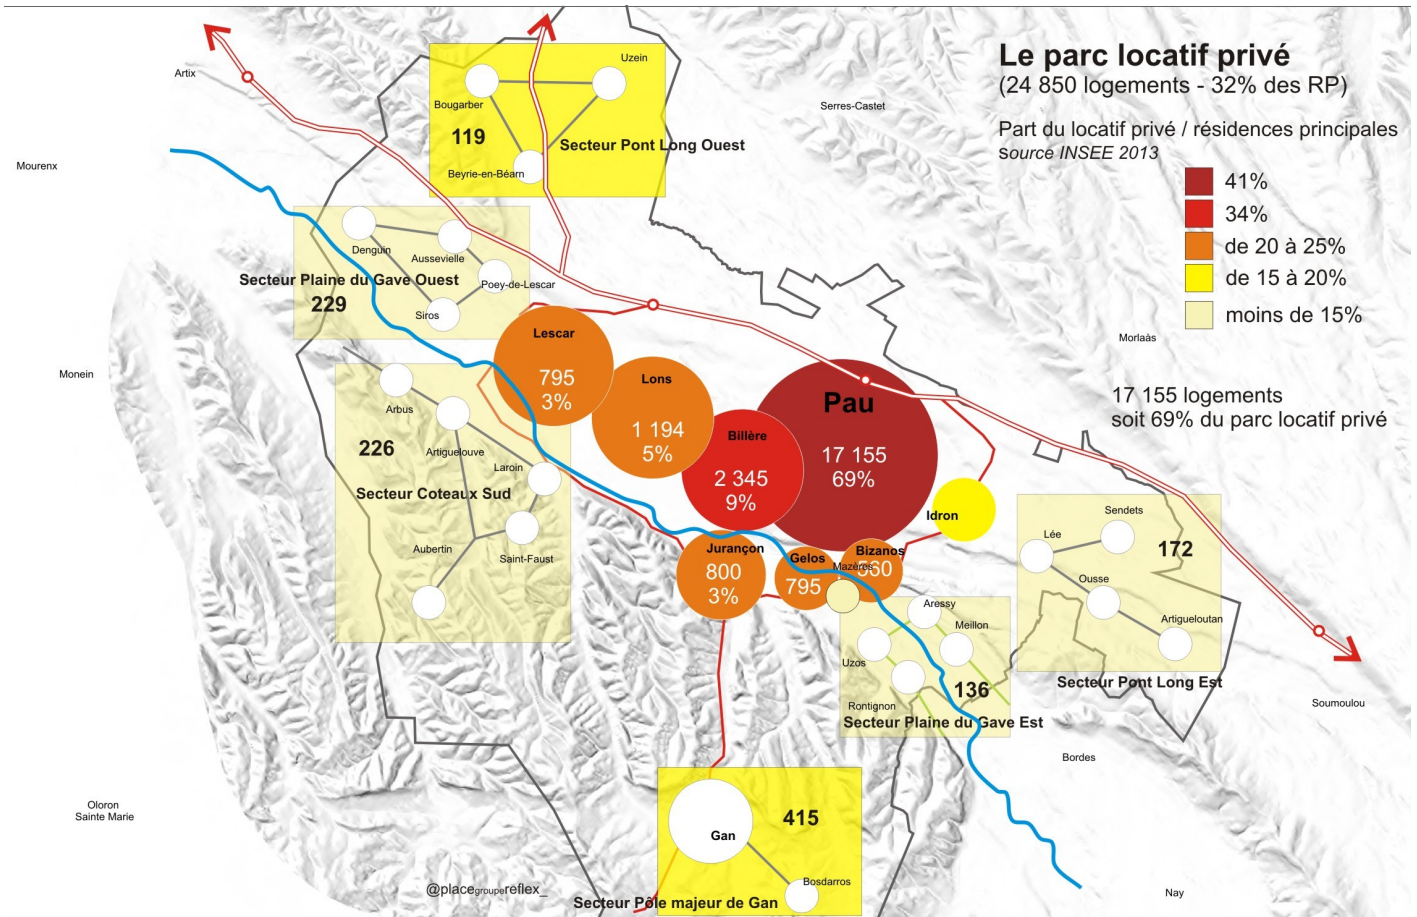 Le parc locatif privé
(24 850 logements - 32% des RP)
Part du locatif privé / résidences principales
source INSEE 2013
41%
34%
de 20 à 25%
de 15 à 20%
moins de 15%
17 155 logements
soit 69% du parc locatif privé
Artix
Mourenx
Monein
Oloron
Sainte Marie
Serres-Castet
Morlaàs
Soumoulou
Bordes
Nay
Uzein
Bougarber
119
Secteur Pont Long Ouest
Beyrie-en-Béarn
Denguin
Aussevielle
Secteur Plaine du Gave Ouest
Poey-de-Lescar
229
Siros
Arbus
226
Artiguelouve
Laroin
Secteur Coteaux Sud
Aubertin
Saint-Faust
Lescar
795
3%
Lons
1 194
5%
Billère
2 345
9%
Pau
17 155
69%
Idron
Jurançon
800
3%
Gelos
795
Bizanos
560
Mazères
Sendets
Lée
172
Ousse
Artigueloutan
Secteur Pont Long Est
Aressy
Meillon
Uzos
136
Rontignon
Secteur Plaine du Gave Est
415
Gan
Bosdarros
Secteur Pôle majeur de Gan
@placegroupereflex_